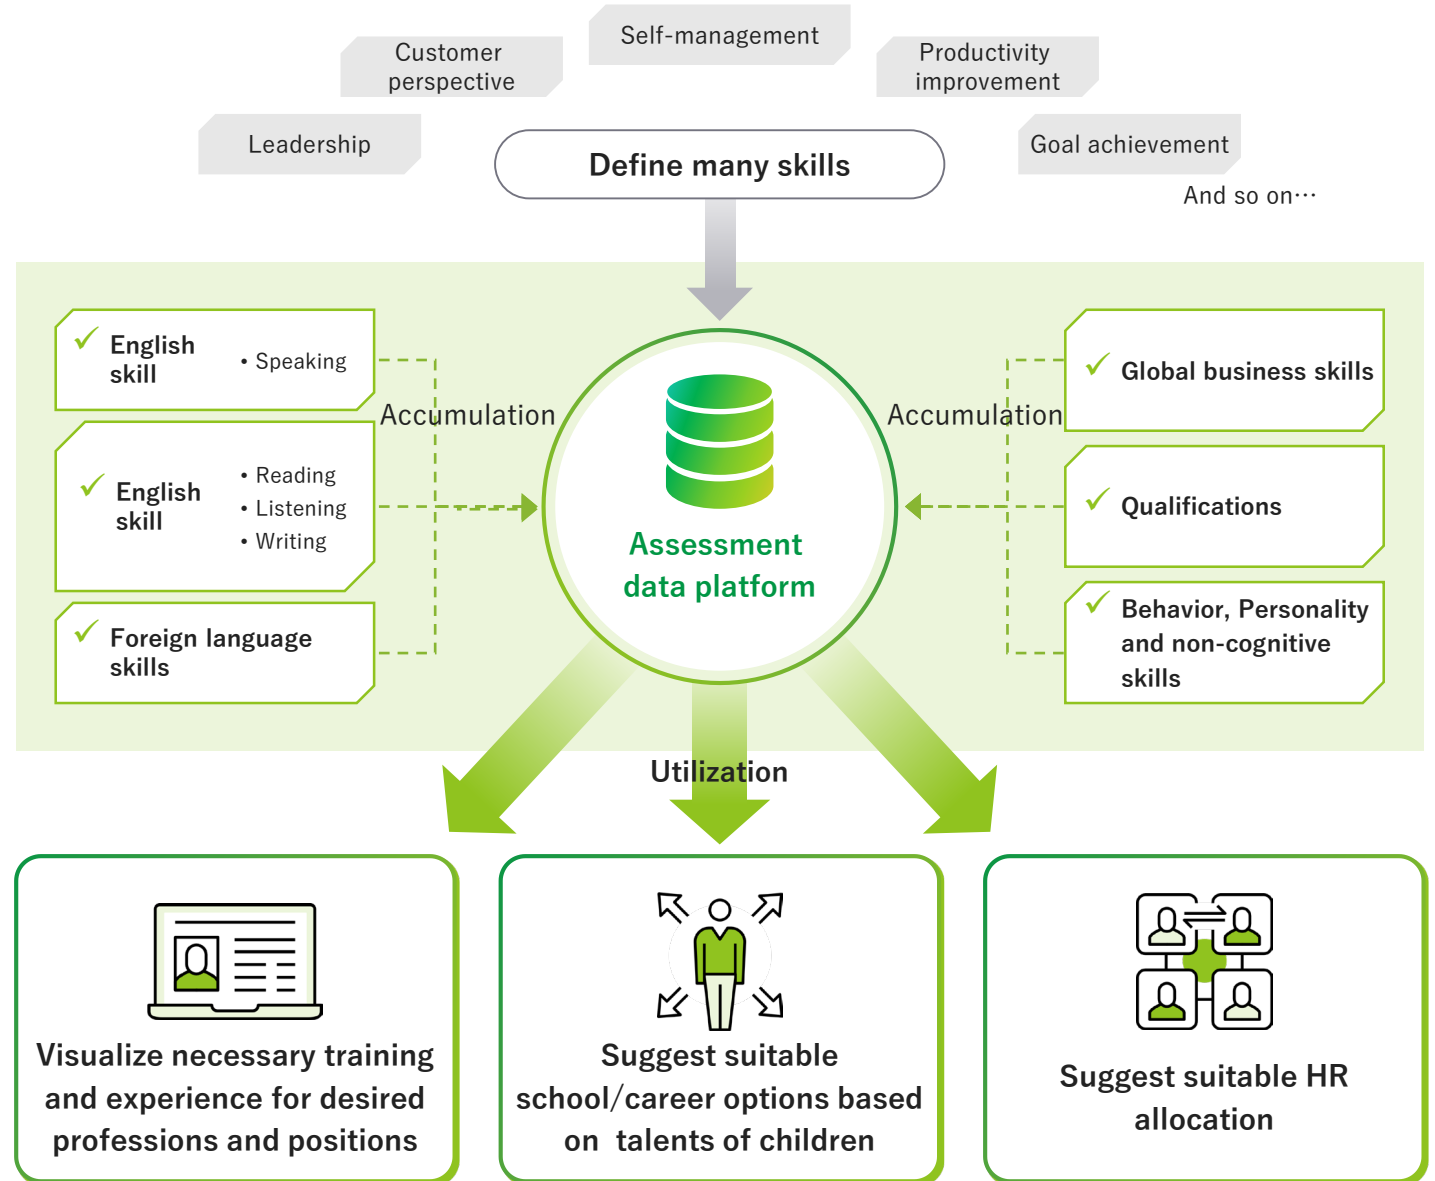 Self-management
Customer
perspective
Productivity
improvement
Leadership
Define many skills
Goal achievement
And so on…
English
skill
• Speaking
Accumulation
English
skill
• Reading
• Listening
• Writing
Foreign language
skills
Assessment
data platform
Accumulation
Global business skills
Qualifications
Behavior, Personality
and non-cognitive
skills
Utilization
Visualize necessary training
and experience for desired
professions and positions
Suggest suitable
school/career options based
on talents of children
Suggest suitable HR
allocation